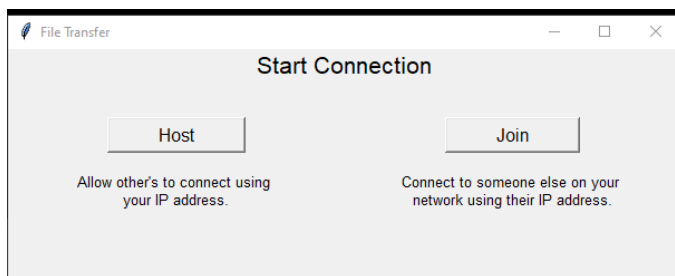 File Transfer
Start Connection
Host
Join
Allow other's to connect using
your IP address.
Connect to someone else on your
network using their IP address.